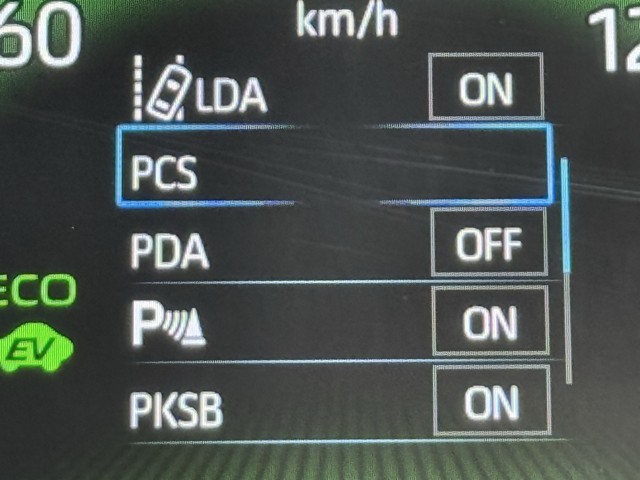 60 km/h 12
LDA ON
PCS
PDA OFF
ECO
P ON
EV
PKSB ON